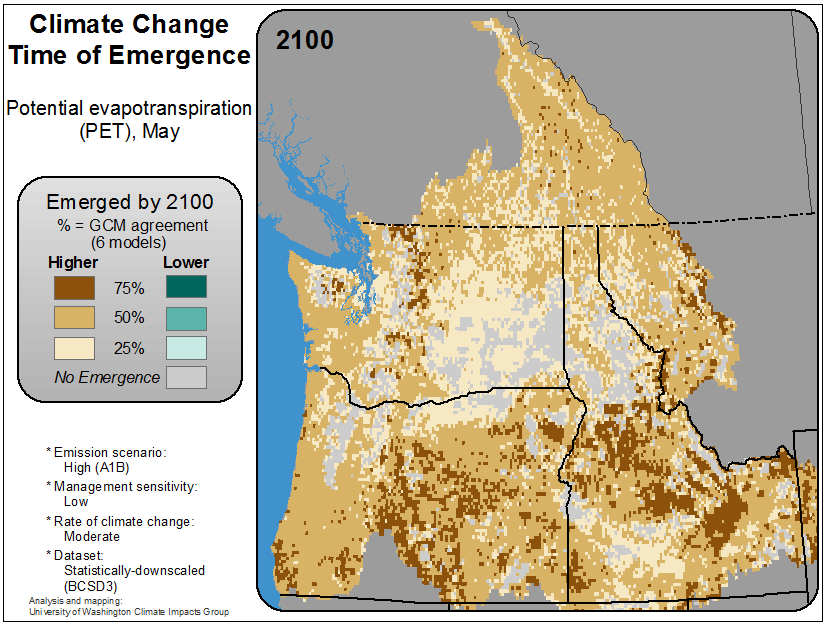 Climate Change
Time of Emergence
Potential evapotranspiration
(PET), May
Emerged by 2100
% = GCM agreement
(6 models)
Higher Lower
75%
50%
25%
No Emergence
* Emission scenario:
High (A1B)
* Management sensitivity:
Low
* Rate of climate change:
Moderate
* Dataset:
Statistically-downscaled
(BCSD3)
Analysis and mapping:
University of Washington Climate Impacts Group
2100